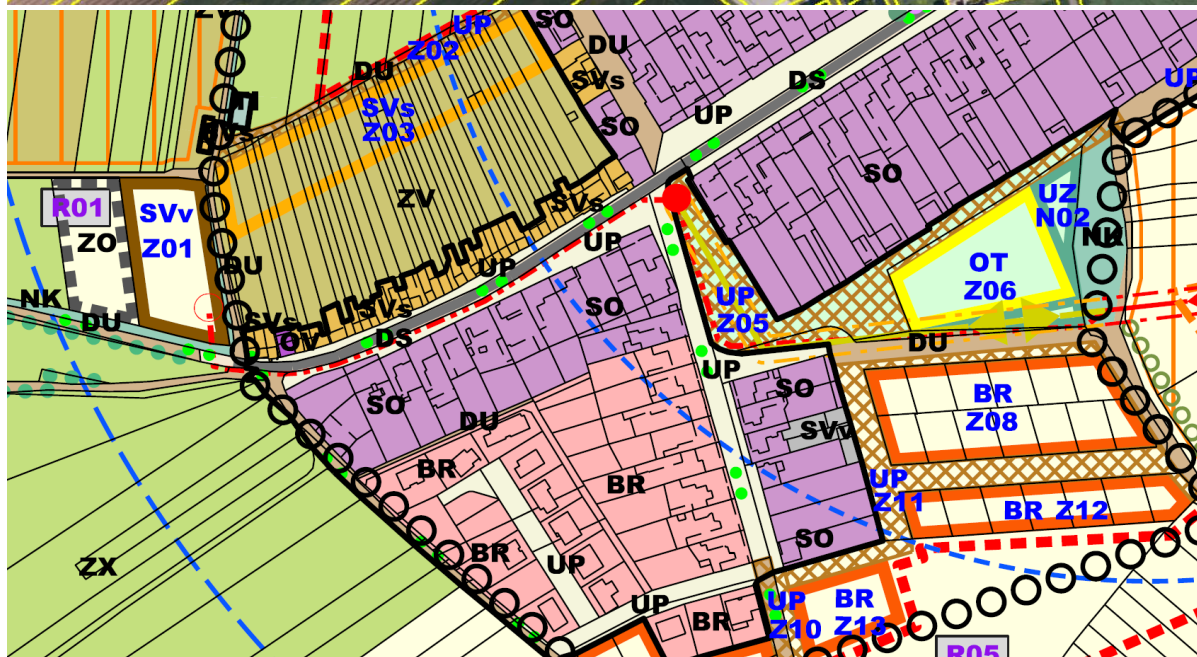 SO
UP
Z02
DU
DU
SVs
SVs
Z03
TI
SO
UP
DS
UP
SO
R01
SVv
Z01
ZO
ZV
SVs
UP
UZ
N02
NK
DU
UP
OT
Z06
NK
DU
SVs
SVs
OV
DS
SO
UP
Z05
DU
UP
SO
SO
DU
BR
Z08
SVv
BR
BR
UP
Z11
BR Z12
SO
BR
UP
ZX
UP
BR
UP
Z10
BR
Z13
R05